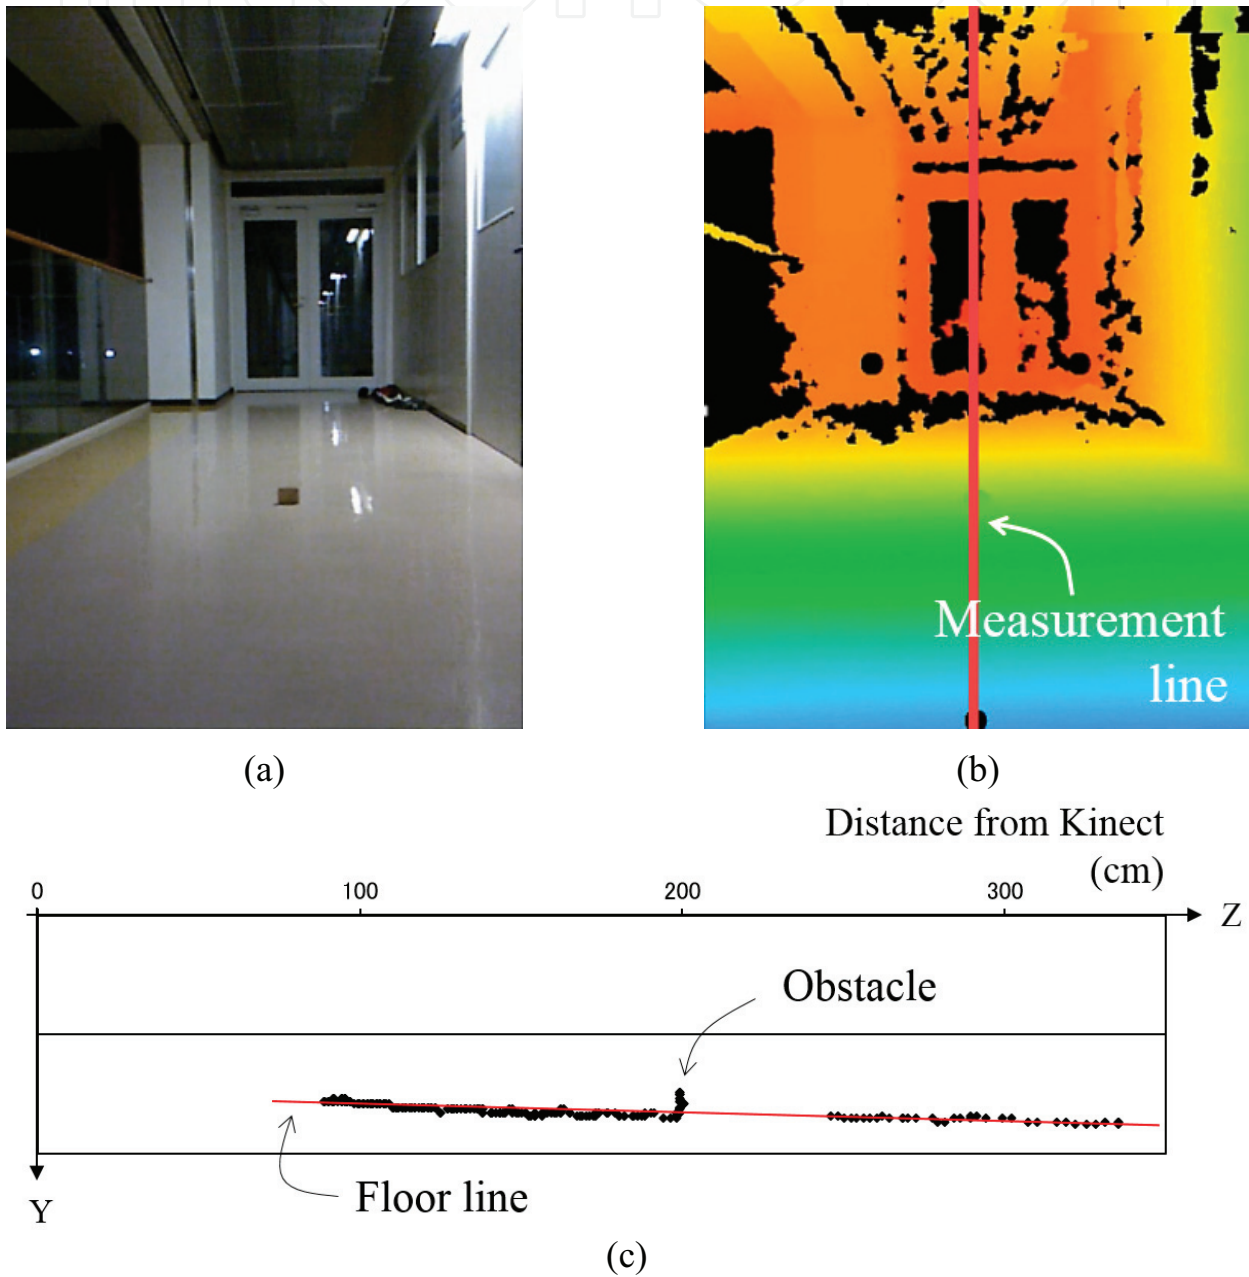 Measurement
line
(a)
(b)
Distance from Kinect
(cm)
0
100
200
300
Z
Obstacle
Floor line
Y
(c)